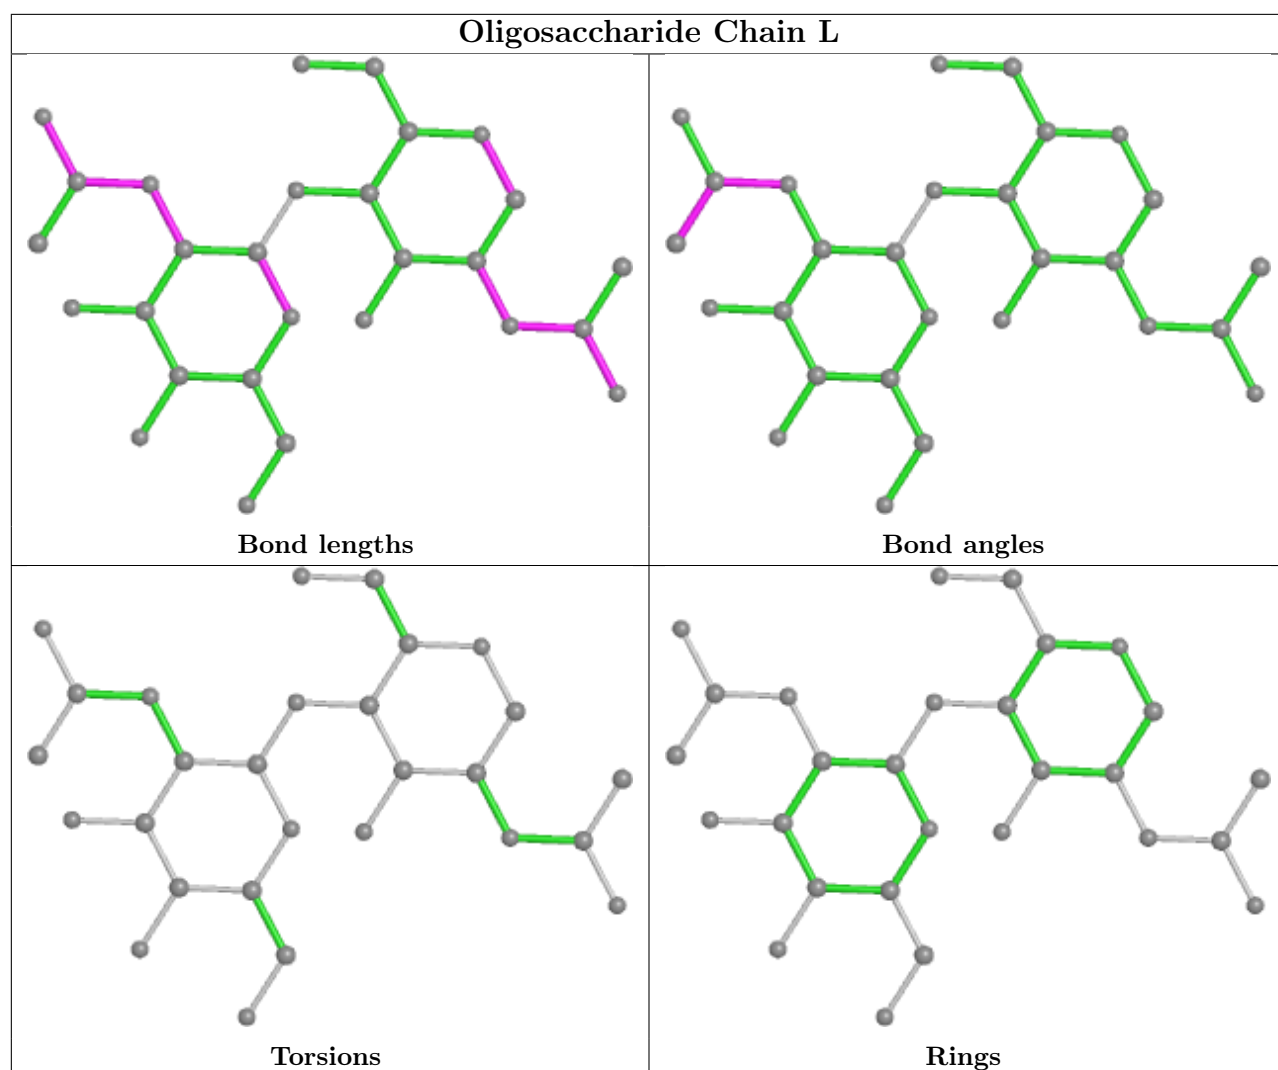 Oligosaccharide Chain L
Bond lengths
Bond angles
Torsions
Rings